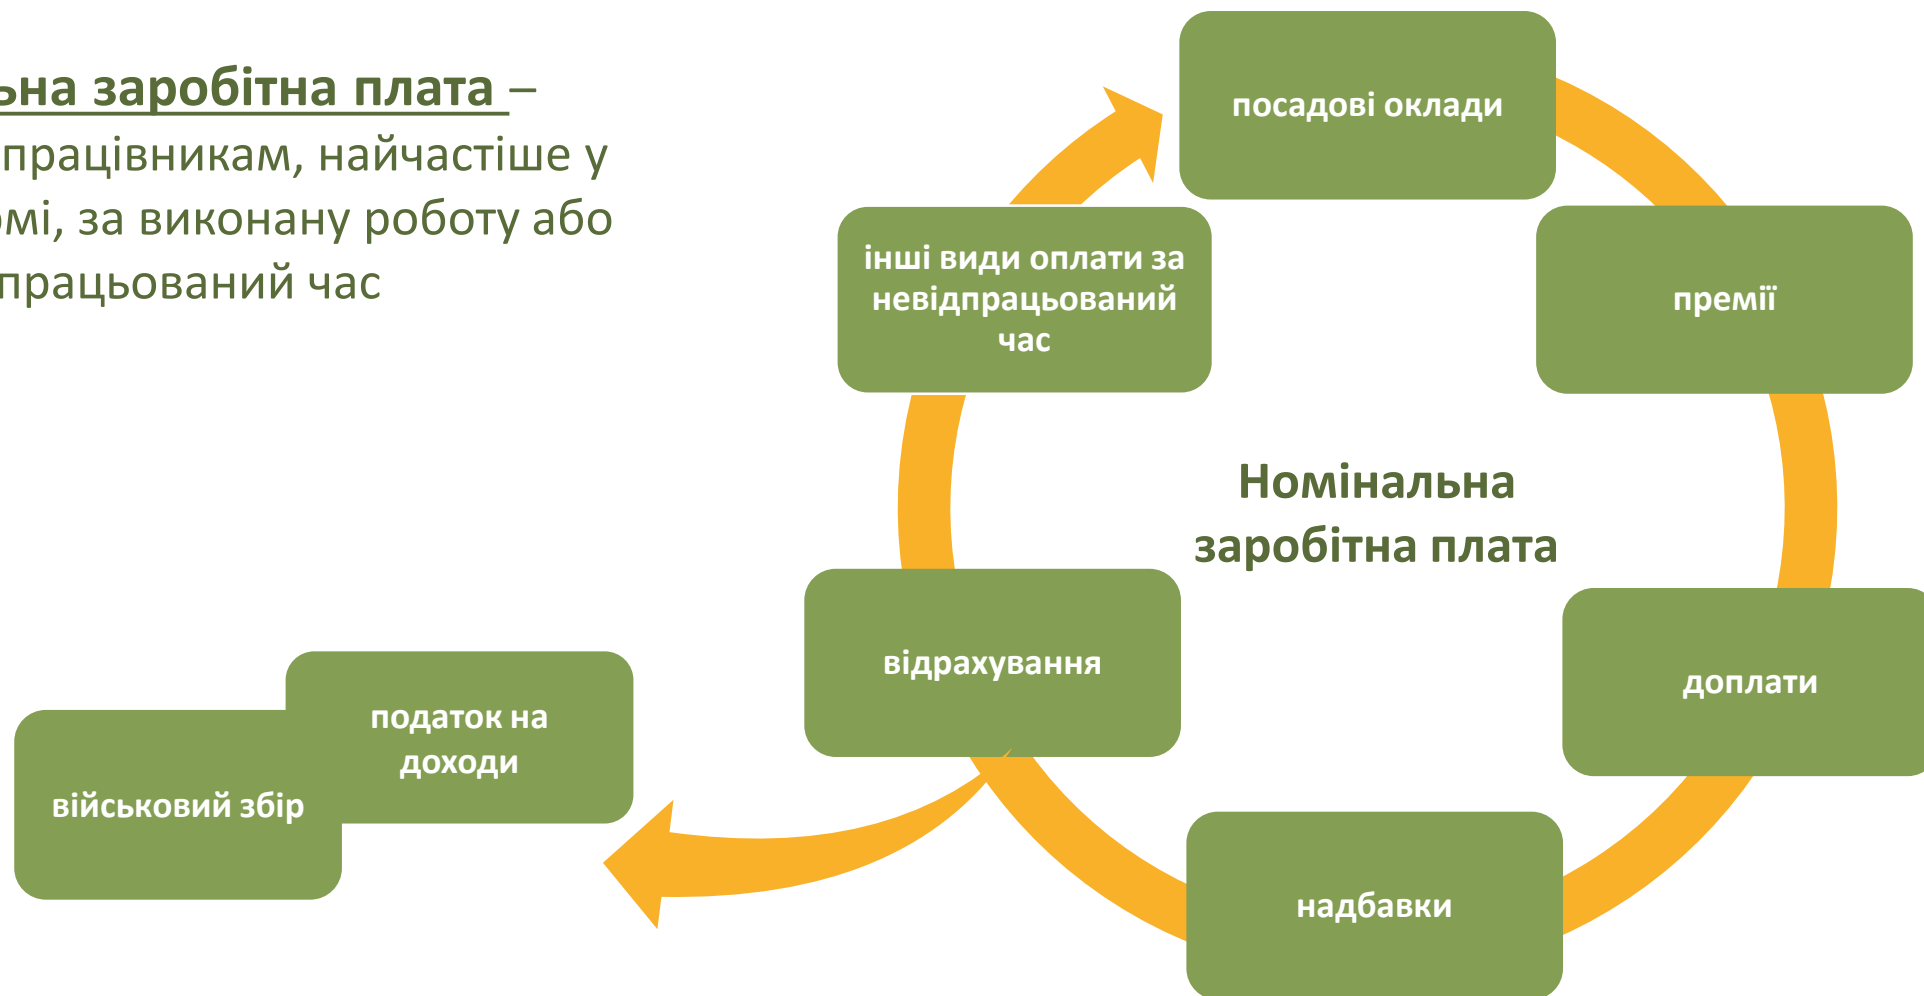 ьна заробітна плата –
працівникам, найчастіше у
омі, за виконану роботу або
працьований час
посадові оклади
премії
доплати
надбавки
відрахування
інші види оплати за
невідпрацьований
час
Номінальна
заробітна плата
податок на
доходи
військовий збір